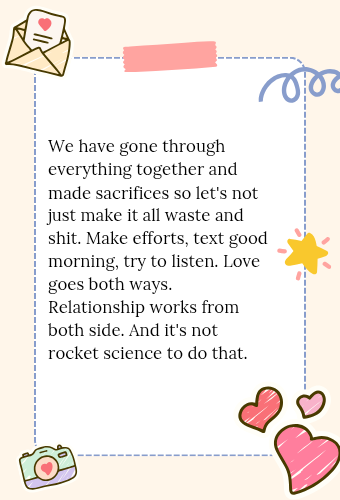 We have gone through
everything together and
made sacrifices so let's not
just make it all waste and
shit. Make efforts, text good
morning, try to listen. Love
goes both ways.
Relationship works from
both side. And it's not
rocket science to do that.